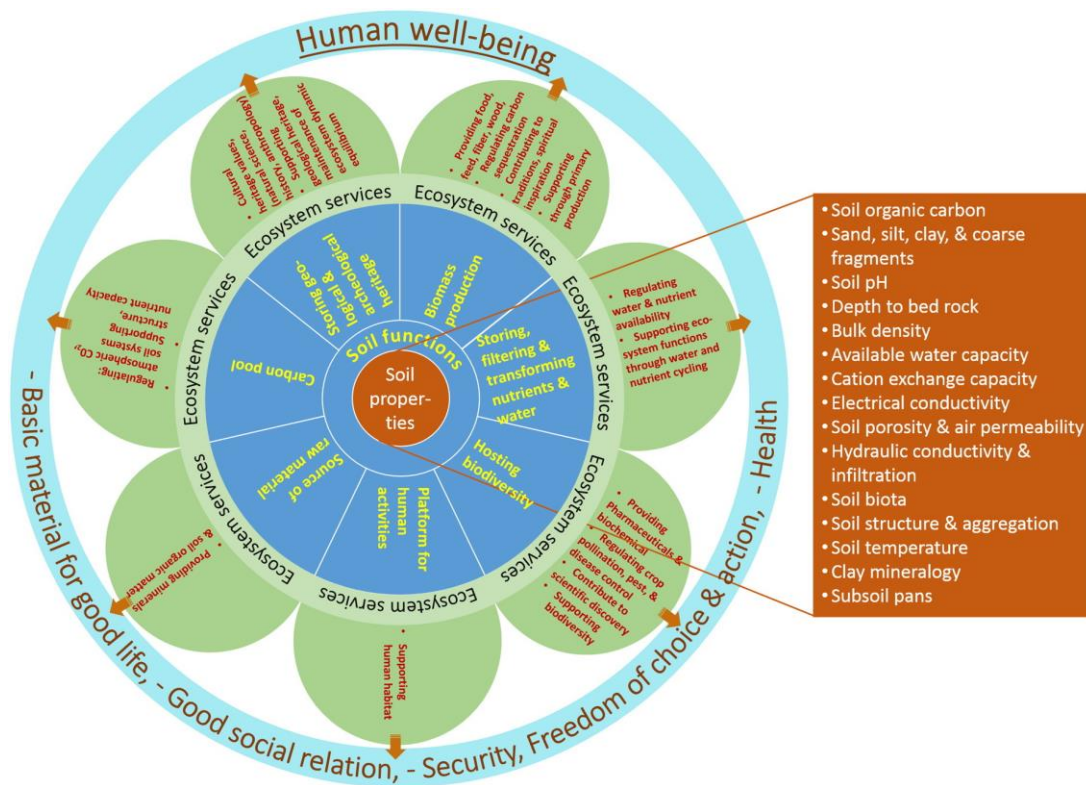 Human well-being
- Basic material for good life, - Good social relation, - Security, Freedom of choice & action, - Health
• Cultural
heritage values
(natural science,
history, anthropology)
• Supporting
geological heritage,
maintenance of
ecosystem dynamic
equilibrium
• Providing food,
feed, fiber, wood,
• Regulating carbon
sequestration
• Contributing to
traditions, spiritual
inspiration
• Supporting
through primary
production
• Regulating
water & nutrient
availability
• Supporting eco-
system functions
through water and
nutrient cycling
• Providing
Pharmaceuticals &
biochemical
• Regulating crop
pollination, pest, &
disease control
• Contribute to
scientific discovery
• Supporting
biodiversity
• Supporting
human habitat
• Providing minerals
& soil organic matter
• Regulating:
atmospheric CO₂,
soil systems
• Supporting
structure,
nutrient capacity
Ecosystem services
Ecosystem services
Ecosystem services
Ecosystem services
Ecosystem services
Ecosystem services
Ecosystem services
Storing geo-
logical &
archeological
heritage
Biomass
production
Storing,
filtering &
transforming
nutrients &
water
Hosting
biodiversity
Platform for
human
activities
Source of
raw material
Carbon pool
Soil functions
Soil
proper-
ties
• Soil organic carbon
• Sand, silt, clay, & coarse
fragments
• Soil pH
• Depth to bed rock
• Bulk density
• Available water capacity
• Cation exchange capacity
• Electrical conductivity
• Soil porosity & air permeability
• Hydraulic conductivity &
infiltration
• Soil biota
• Soil structure & aggregation
• Soil temperature
• Clay mineralogy
• Subsoil pans